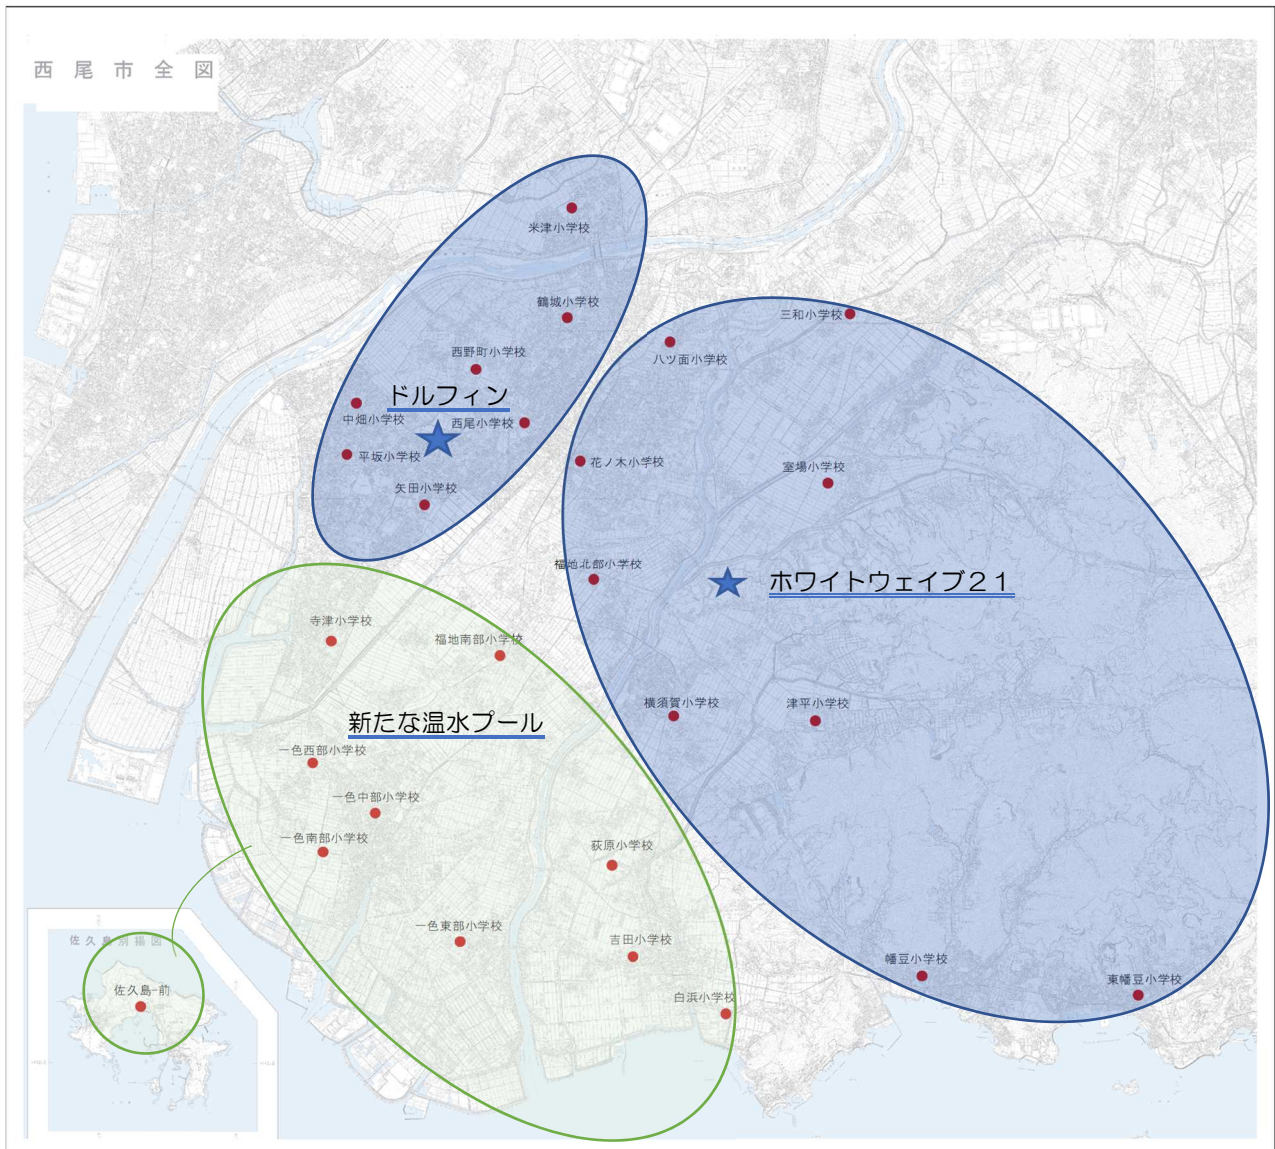 西尾市全図
米津小学校
鶴城小学校
三和小学校
西野町小学校
八ツ面小学校
ドルフィン
中畑小学校
西尾小学校
平坂小学校
花ノ木小学校
室場小学校
矢田小学校
福地北部小学校
ホワイトウェイブ21
寺津小学校
福地南部小学校
横須賀小学校
津平小学校
新たな温水プール
一色西部小学校
一色中部小学校
一色南部小学校
荻原小学校
一色東部小学校
吉田小学校
佐久島別掲図
幡豆小学校
東幡豆小学校
佐久島-前
白浜小学校